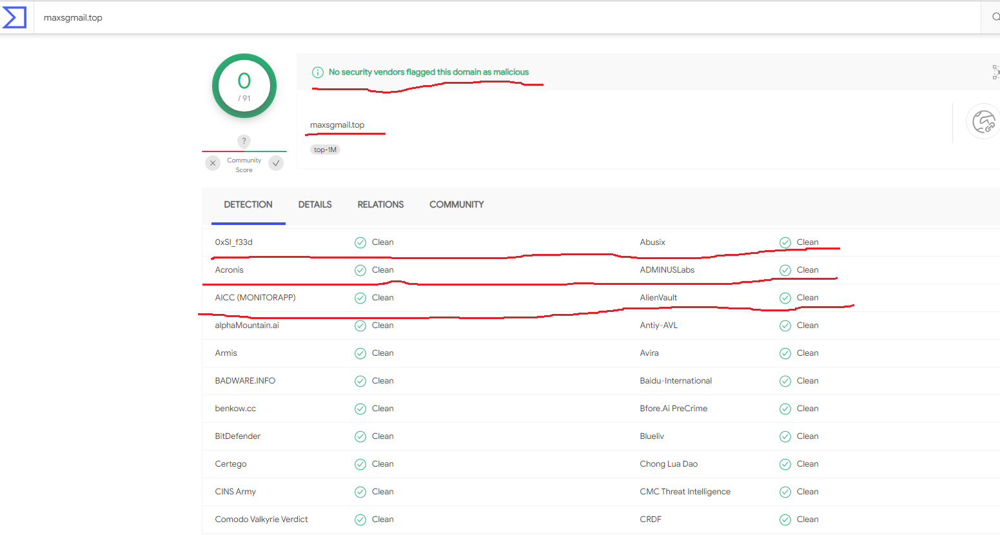 maxsgmail.top
0
/ 91
No security vendors flagged this domain as malicious
maxsgmail.top
top-1M
?
Community
Score
DETECTION DETAILS RELATIONS COMMUNITY
0xSI_f33d Clean Abusix Clean
Acronis Clean ADMINUSLabs Clean
AICC (MONITORAPP) Clean AlienVault Clean
alphaMountain.ai Clean Antiy-AVL Clean
Armis Clean Avira Clean
BADWARE.INFO Clean Baidu-International Clean
benkow.cc Clean Bfore.Ai PreCrime Clean
BitDefender Clean Blueliv Clean
Certego Clean Chong Lua Dao Clean
CINS Army Clean CMC Threat Intelligence Clean
Comodo Valkyrie Verdict Clean CRDF Clean